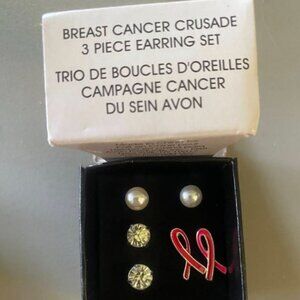 BREAST CANCER CRUSADE
3 PIECE EARRING SET
TRIO DE BOUCLES D'OREILLES
CAMPAGNE CANCER
DU SEIN AVON